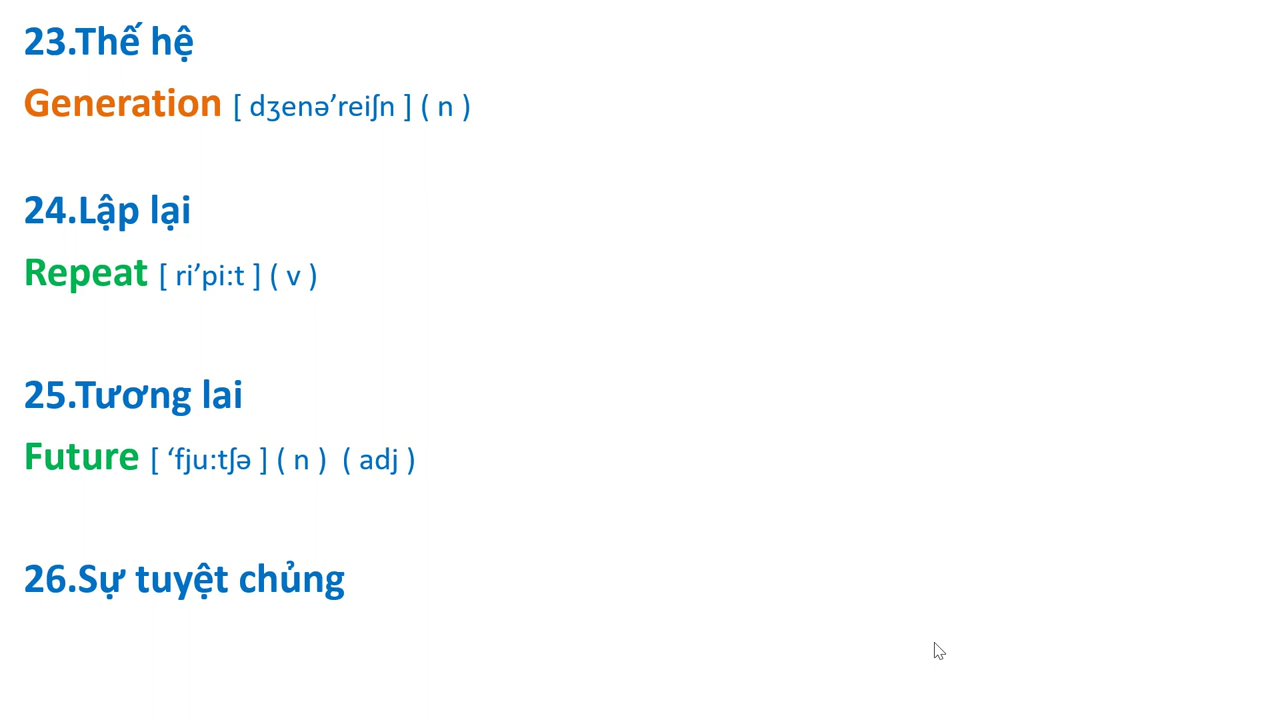 23.Thế hệ
Generation [ dʒenə’reiʃn ] ( n )
24.Lập lại
Repeat [ ri’pi:t ] ( v )
25.Tương lai
Future [ ‘fju:tʃə ] ( n )  ( adj )
26.Sự tuyệt chủng